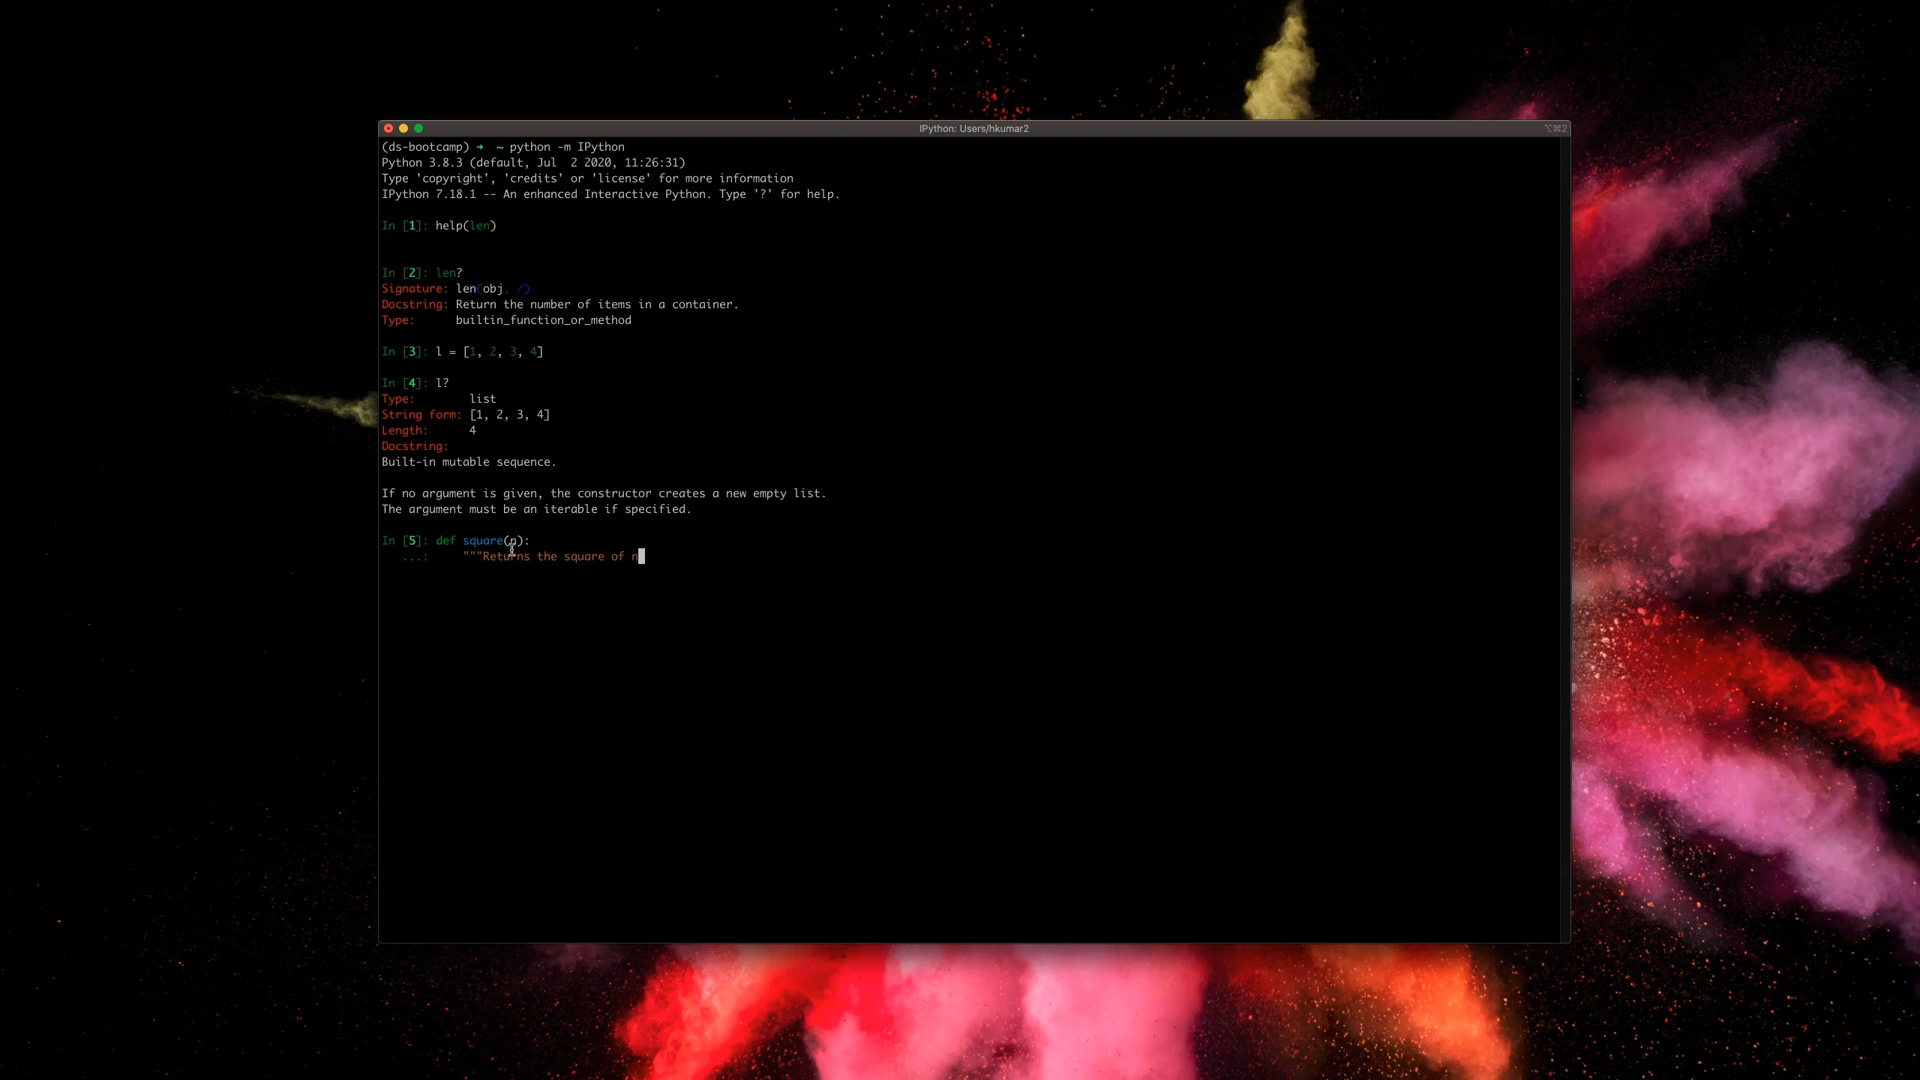 IPython: Users/hkumar2
⌥⌘2
(ds-bootcamp) ➜  ~ python -m IPython
Python 3.8.3 (default, Jul  2 2020, 11:26:31)
Type 'copyright', 'credits' or 'license' for more information
IPython 7.18.1 -- An enhanced Interactive Python. Type '?' for help.
In [1]: help(len)
In [2]: len?
Signature: len(obj, /)
Docstring: Return the number of items in a container.
Type:      builtin_function_or_method
In [3]: l = [1, 2, 3, 4]
In [4]: l?
Type:        list
String form: [1, 2, 3, 4]
Length:      4
Docstring:
Built-in mutable sequence.
If no argument is given, the constructor creates a new empty list.
The argument must be an iterable if specified.
In [5]: def square(n):
   ...:     """Returns the square of n